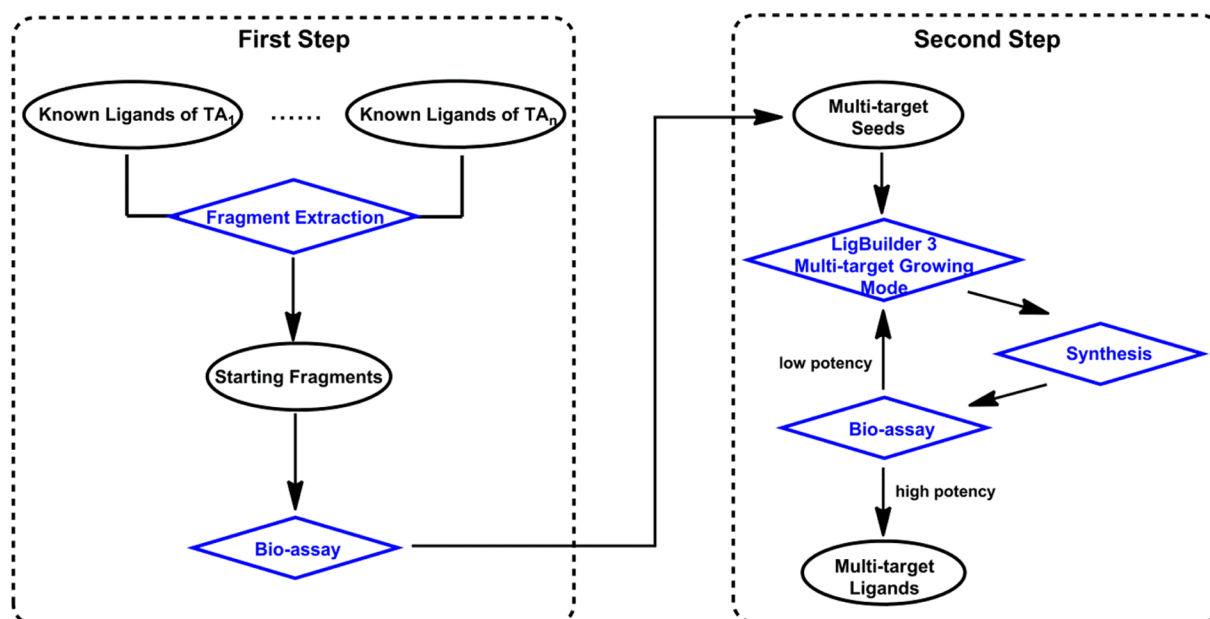 First Step
Known Ligands of TA1
......
Known Ligands of TAn
Fragment Extraction
Starting Fragments
Bio-assay
Second Step
Multi-target
Seeds
LigBuilder 3
Multi-target Growing
Mode
Synthesis
low potency
Bio-assay
high potency
Multi-target
Ligands